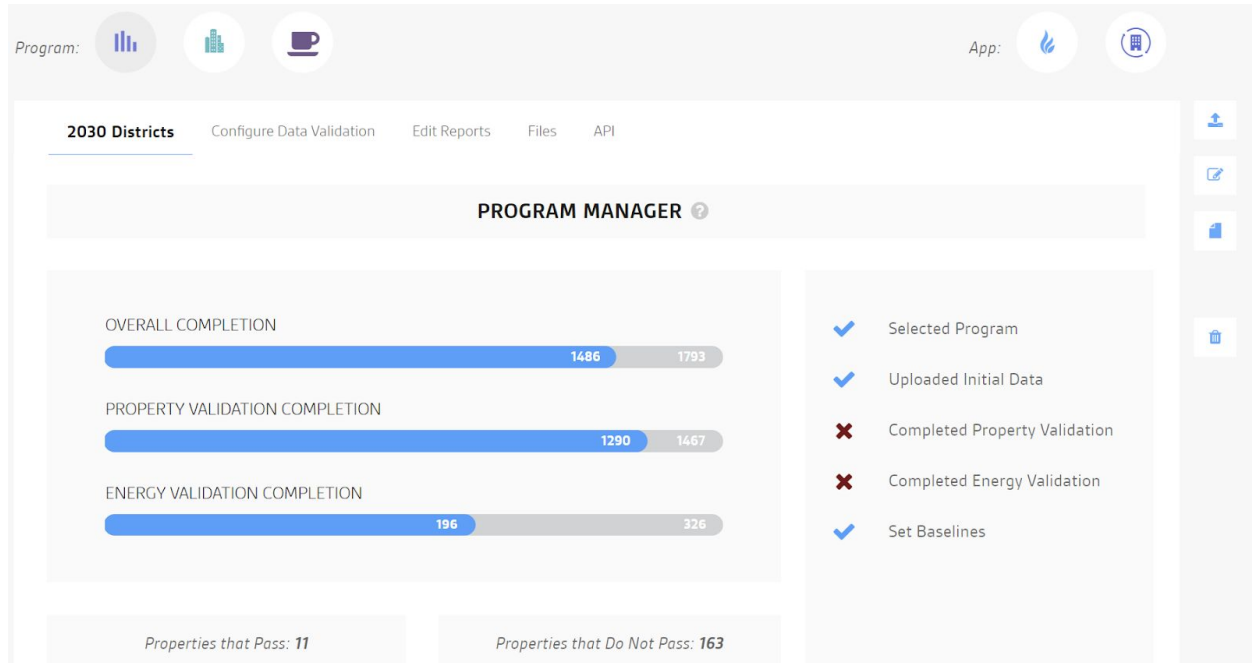 Program:
App:
2030 Districts Configure Data Validation Edit Reports Files API
PROGRAM MANAGER ?
OVERALL COMPLETION
1486 1793
PROPERTY VALIDATION COMPLETION
1290 1467
ENERGY VALIDATION COMPLETION
196 326
Selected Program
Uploaded Initial Data
Completed Property Validation
Completed Energy Validation
Set Baselines
Properties that Pass: 11
Properties that Do Not Pass: 163